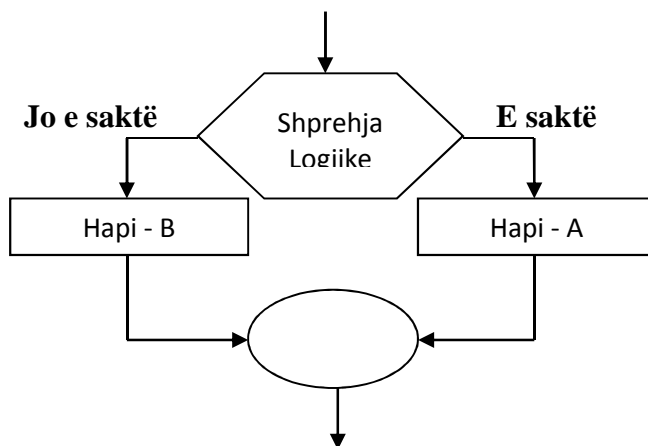 Jo e saktë
Shprehja
Logjike
E saktë
Hapi - B
Hapi - A